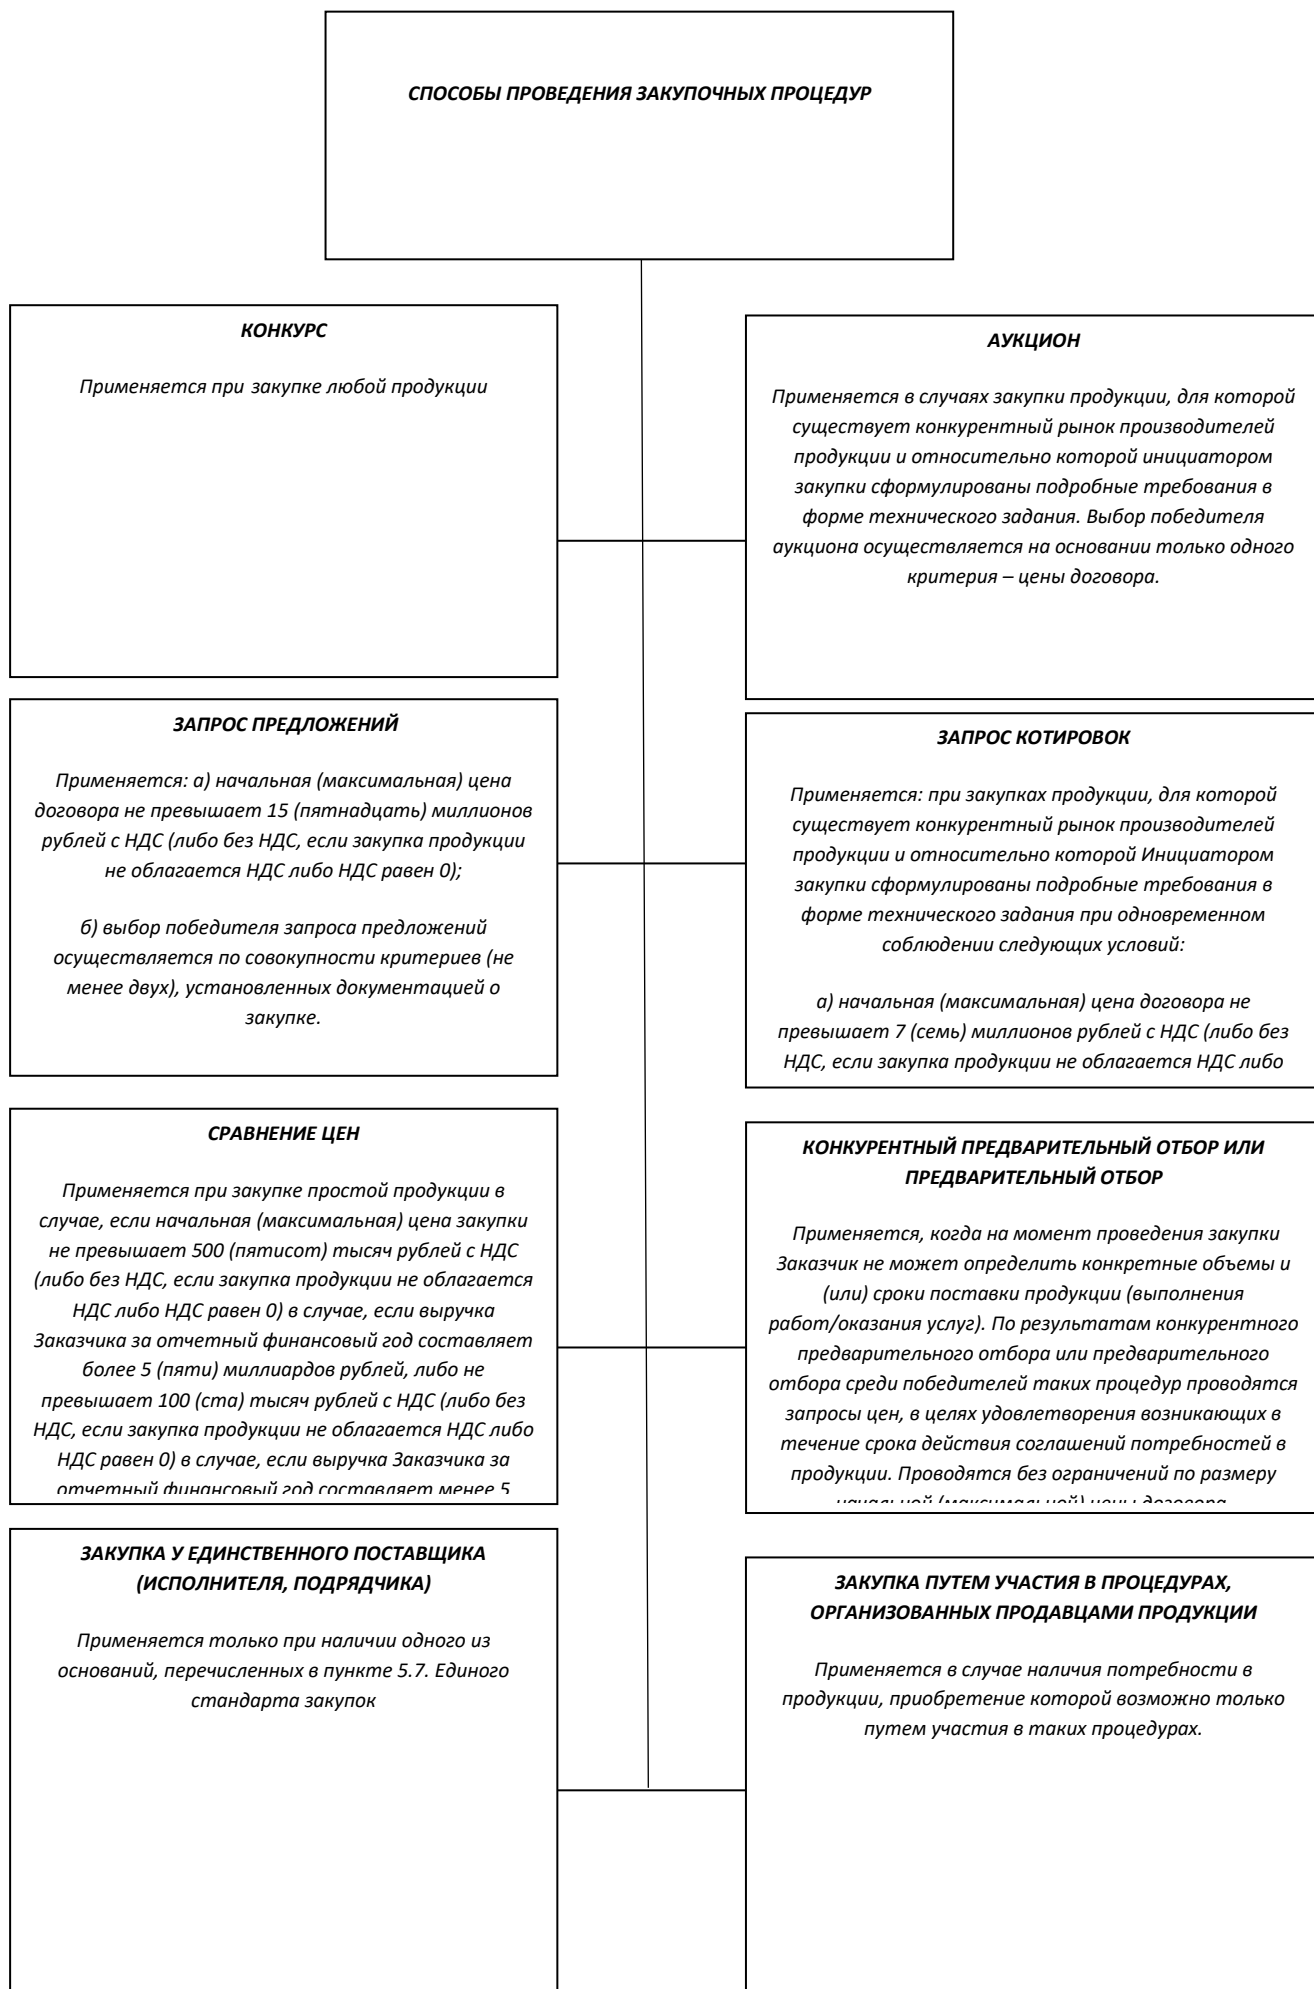 СПОСОБЫ ПРОВЕДЕНИЯ ЗАКУПОЧНЫХ ПРОЦЕДУР
КОНКУРС
Применяется при закупке любой продукции
АУКЦИОН
Применяется в случаях закупки продукции, для которой
существует конкурентный рынок производителей
продукции и относительно которой инициатором
закупки сформулированы подробные требования в
форме технического задания. Выбор победителя
аукциона осуществляется на основании только одного
критерия – цены договора.
ЗАПРОС ПРЕДЛОЖЕНИЙ
Применяется: а) начальная (максимальная) цена
договора не превышает 15 (пятнадцать) миллионов
рублей с НДС (либо без НДС, если закупка продукции
не облагается НДС либо НДС равен 0);
б) выбор победителя запроса предложений
осуществляется по совокупности критериев (не
менее двух), установленных документацией о
закупке.
ЗАПРОС КОТИРОВОК
Применяется: при закупках продукции, для которой
существует конкурентный рынок производителей
продукции и относительно которой Инициатором
закупки сформулированы подробные требования в
форме технического задания при одновременном
соблюдении следующих условий:
а) начальная (максимальная) цена договора не
превышает 7 (семь) миллионов рублей с НДС (либо без
НДС, если закупка продукции не облагается НДС либо
СРАВНЕНИЕ ЦЕН
Применяется при закупке простой продукции в
случае, если начальная (максимальная) цена закупки
не превышает 500 (пятисот) тысяч рублей с НДС
(либо без НДС, если закупка продукции не облагается
НДС либо НДС равен 0) в случае, если выручка
Заказчика за отчетный финансовый год составляет
более 5 (пяти) миллиардов рублей, либо не
превышает 100 (ста) тысяч рублей с НДС (либо без
НДС, если закупка продукции не облагается НДС либо
НДС равен 0) в случае, если выручка Заказчика за
отчетный финансовый год составляет менее 5
КОНКУРЕНТНЫЙ ПРЕДВАРИТЕЛЬНЫЙ ОТБОР ИЛИ
ПРЕДВАРИТЕЛЬНЫЙ ОТБОР
Применяется, когда на момент проведения закупки
Заказчик не может определить конкретные объемы и
(или) сроки поставки продукции (выполнения
работ/оказания услуг). По результатам конкурентного
предварительного отбора или предварительного
отбора среди победителей таких процедур проводятся
запросы цен, в целях удовлетворения возникающих в
течение срока действия соглашений потребностей в
продукции. Проводятся без ограничений по размеру
начальной (максимальной) цены договора
ЗАКУПКА У ЕДИНСТВЕННОГО ПОСТАВЩИКА
(ИСПОЛНИТЕЛЯ, ПОДРЯДЧИКА)
Применяется только при наличии одного из
оснований, перечисленных в пункте 5.7. Единого
стандарта закупок
ЗАКУПКА ПУТЕМ УЧАСТИЯ В ПРОЦЕДУРАХ,
ОРГАНИЗОВАННЫХ ПРОДАВЦАМИ ПРОДУКЦИИ
Применяется в случае наличия потребности в
продукции, приобретение которой возможно только
путем участия в таких процедурах.